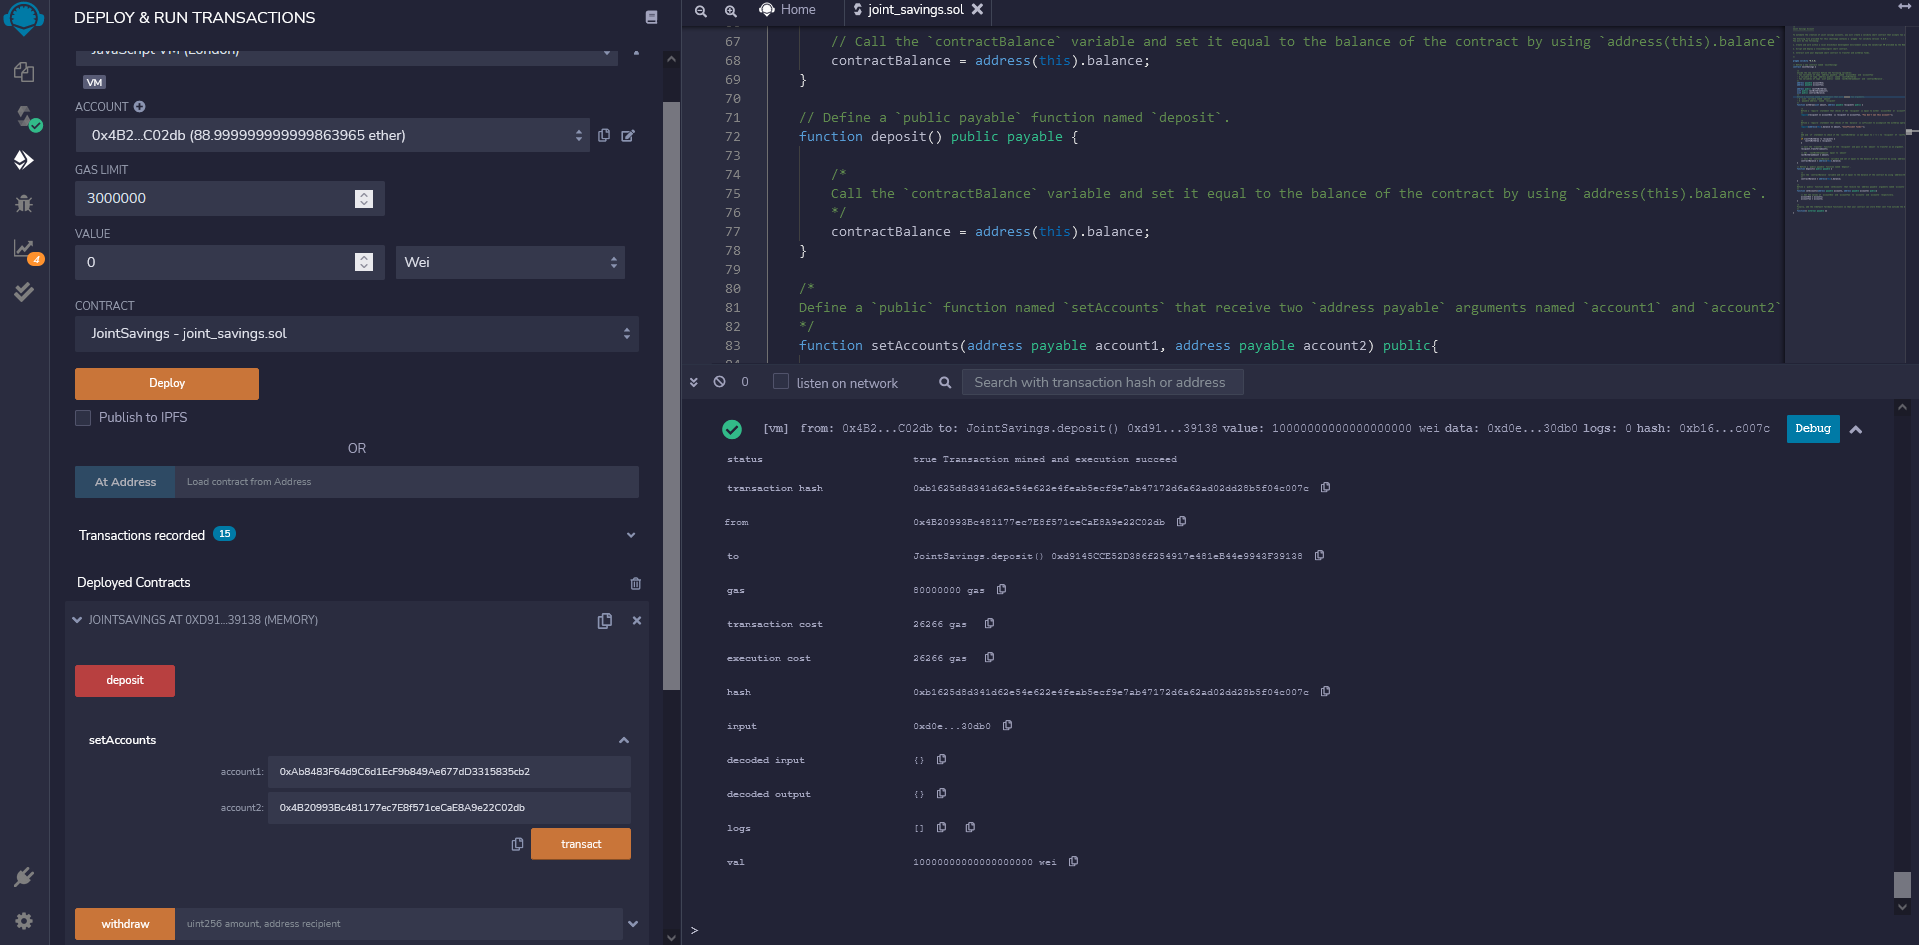 DEPLOY & RUN TRANSACTIONS
JavaScript VM (London)
VM
ACCOUNT
0x4B2...C02db (88.999999999999863965 ether)
GAS LIMIT
3000000
VALUE
0
Wei
CONTRACT
JointSavings - joint_savings.sol
Deploy
Publish to IPFS
OR
At Address
Load contract from Address
Transactions recorded 15
Deployed Contracts
JOINTSAVINGS AT 0XD91...39138 (MEMORY)
deposit
setAccounts
account1: 0xAb8483F64d9C6d1EcF9b849Ae677dD3315835cb2
account2: 0x4B20993Bc481177ec7E8f571ceCaE8A9e22C02db
transact
withdraw
uint256 amount, address recipient
4
Home
joint_savings.sol
67 // Call the `contractBalance` variable and set it equal to the balance of the contract by using `address(this).balance`
68 contractBalance = address(this).balance;
69 }
70
71 // Define a `public payable` function named `deposit`.
72 function deposit() public payable {
73
74 /*
75 Call the `contractBalance` variable and set it equal to the balance of the contract by using `address(this).balance`.
76 */
77 contractBalance = address(this).balance;
78 }
79
80 /*
81 Define a `public` function named `setAccounts` that receive two `address payable` arguments named `account1` and `account2`
82 */
83 function setAccounts(address payable account1, address payable account2) public{
0
listen on network
Search with transaction hash or address
[vm] from: 0x4B2...C02db to: JointSavings.deposit() 0xd91...39138 value: 10000000000000000000 wei data: 0xd0e...30db0 logs: 0 hash: 0xb16...c007c
Debug
status true Transaction mined and execution succeed
transaction hash 0xb1625d8d341d62e54e622e4feab5ecf9e7ab47172d6a62ad02dd28b5f04c007c
from 0x4B20993Bc481177ec7E8f571ceCaE8A9e22C02db
to JointSavings.deposit() 0xd9145CCE52D386f254917e481eB44e9943F39138
gas 80000000 gas
transaction cost 26266 gas
execution cost 26266 gas
hash 0xb1625d8d341d62e54e622e4feab5ecf9e7ab47172d6a62ad02dd28b5f04c007c
input 0xd0e...30db0
decoded input {}
decoded output {}
logs []
val 10000000000000000000 wei
>